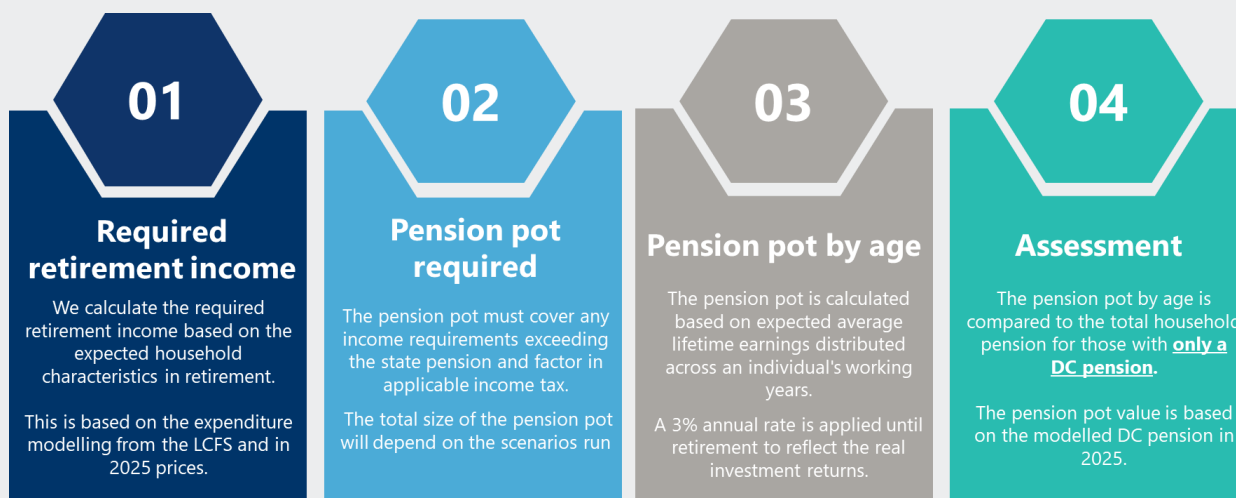 01
Required
retirement income
We calculate the required
retirement income based on the
expected household
characteristics in retirement.
This is based on the expenditure
modelling from the LCFS and in
2025 prices.
02
Pension pot
required
The pension pot must cover any
income requirements exceeding
the state pension and factor in
applicable income tax.
The total size of the pension pot
will depend on the scenarios run
03
Pension pot by age
The pension pot is calculated
based on expected average
lifetime earnings distributed
across an individual's working
years.
A 3% annual rate is applied until
retirement to reflect the real
investment returns.
04
Assessment
The pension pot by age is
compared to the total household
pension for those with only a
DC pension.
The pension pot value is based
on the modelled DC pension in
2025.